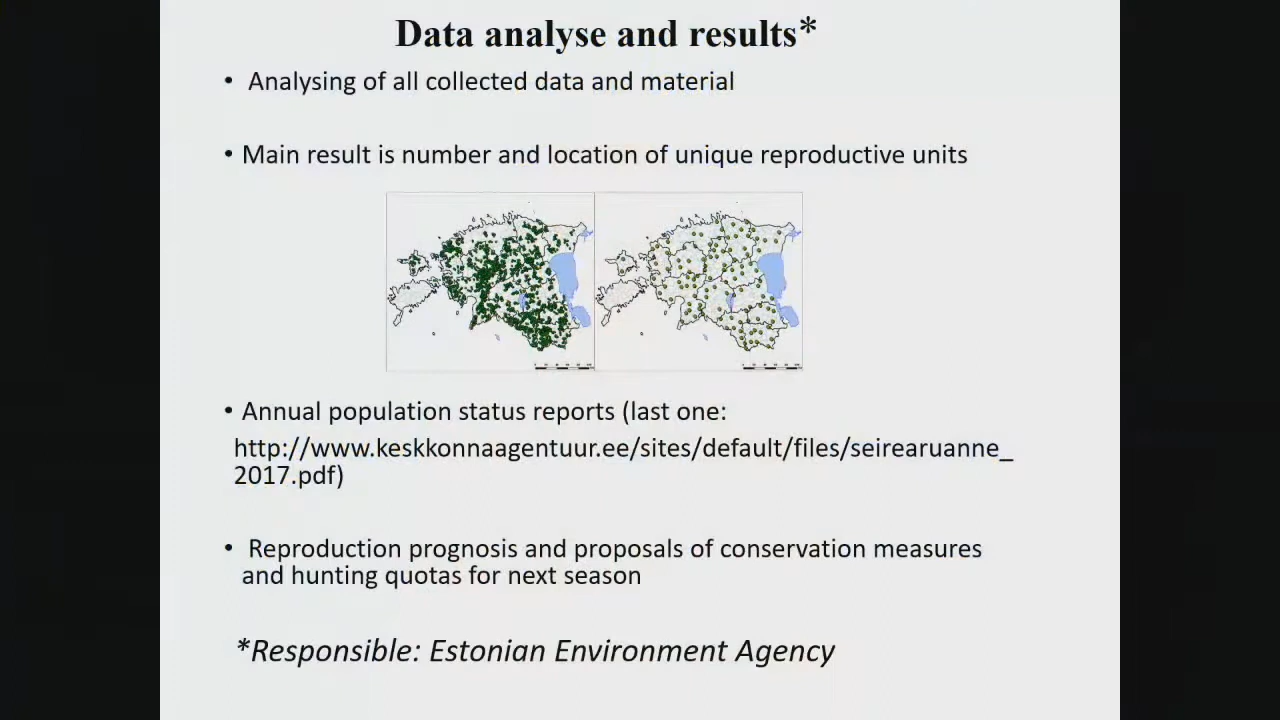 Data analyse and results*
• Analysing of all collected data and material
• Main result is number and location of unique reproductive units
• Annual population status reports (last one:
http://www.keskkonnaagentuur.ee/sites/default/files/seirearuanne_
2017.pdf)
• Reproduction prognosis and proposals of conservation measures
and hunting quotas for next season
*Responsible: Estonian Environment Agency